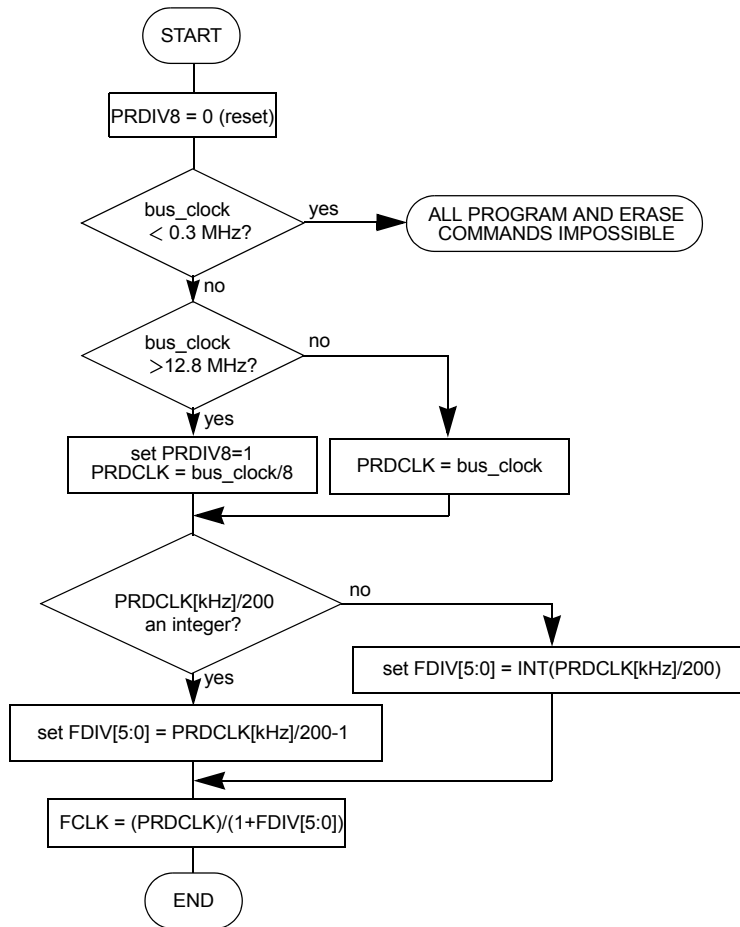 START
PRDIV8 = 0 (reset)
bus_clock
< 0.3 MHz?
yes
ALL PROGRAM AND ERASE
COMMANDS IMPOSSIBLE
no
bus_clock
>12.8 MHz?
no
yes
set PRDIV8=1
PRDCLK = bus_clock/8
PRDCLK = bus_clock
PRDCLK[kHz]/200
an integer?
no
set FDIV[5:0] = INT(PRDCLK[kHz]/200)
yes
set FDIV[5:0] = PRDCLK[kHz]/200-1
FCLK = (PRDCLK)/(1+FDIV[5:0])
END